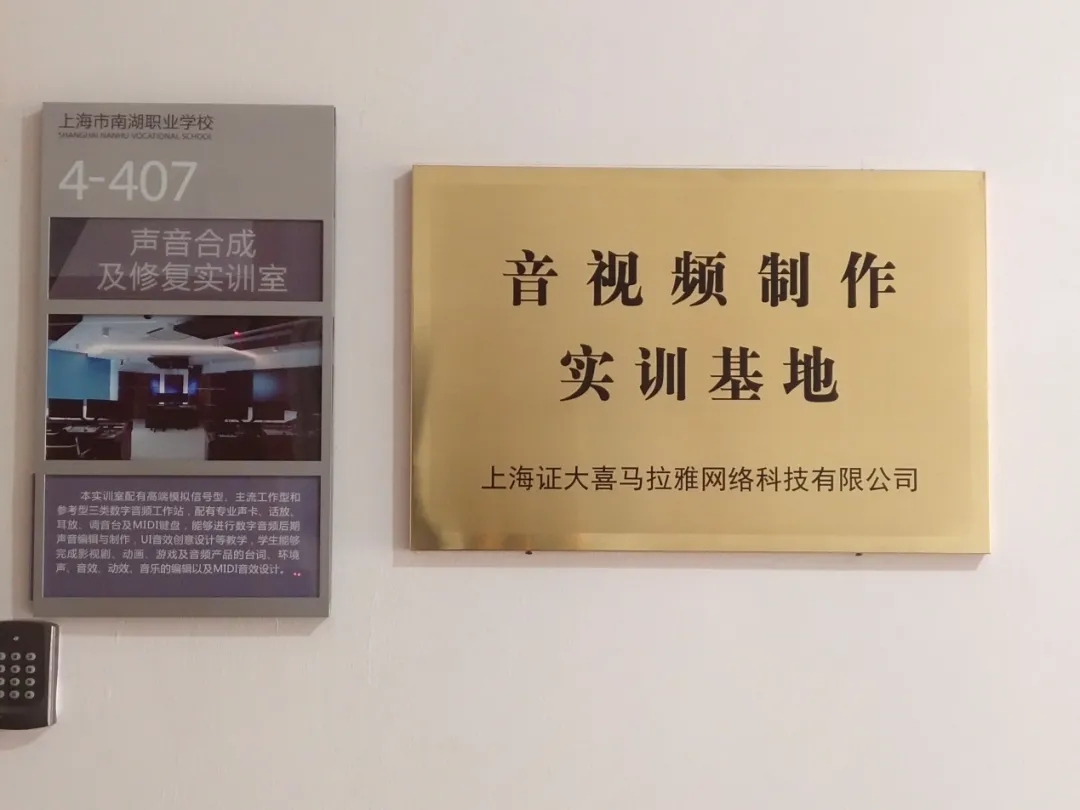 上海市南湖职业学校
SHANGHAI NANHU VOCATIONAL SCHOOL
4-407
声音合成
及修复实训室
本实训室配有高端模拟信号型、主流工作型和
参考型三类数字音频工作站，配有专业声卡、话放、
耳放、调音台及MIDI键盘，能够进行数字音频后期
声音编辑与制作，UI音效创意设计等教学，学生能够
完成影视剧、动画、游戏及音频产品的台词、环境
声、音效、动效、音乐的编辑以及MIDI音效设计。
音视频制作
实训基地
上海证大喜马拉雅网络科技有限公司